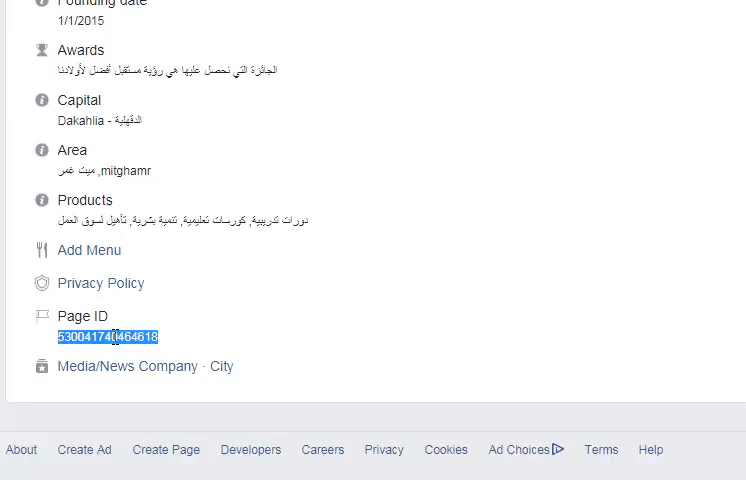 Founding date
1/1/2015
Awards
الجائزة التي نحصل عليها هي رؤية مستقبل أفضل لأولادنا
Capital
Dakahlia - الدقهلية
Area
mitghamr, ميت غمر
Products
دورات تدريبية, كورسات تعليمية, تنمية بشرية, تأهيل لسوق العمل
Add Menu
Privacy Policy
Page ID
530041740464618
Media/News Company · City
About Create Ad Create Page Developers Careers Privacy Cookies Ad Choices Terms Help